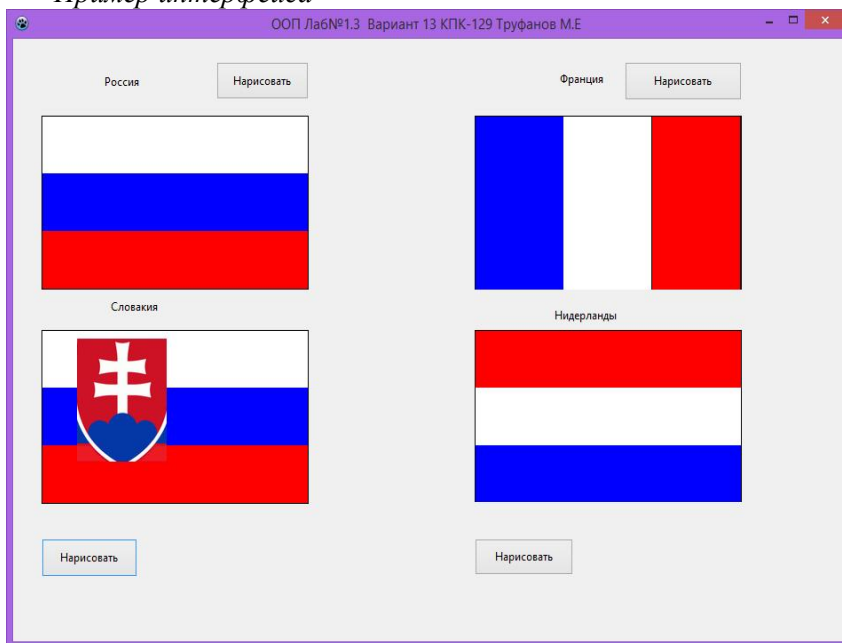 Пример интерфейса
ООП Лаб№1.3 Вариант 13 КПК-129 Труфанов М.Е
Россия
Нарисовать
Франция
Нарисовать
Словакия
Нидерланды
Нарисовать
Нарисовать